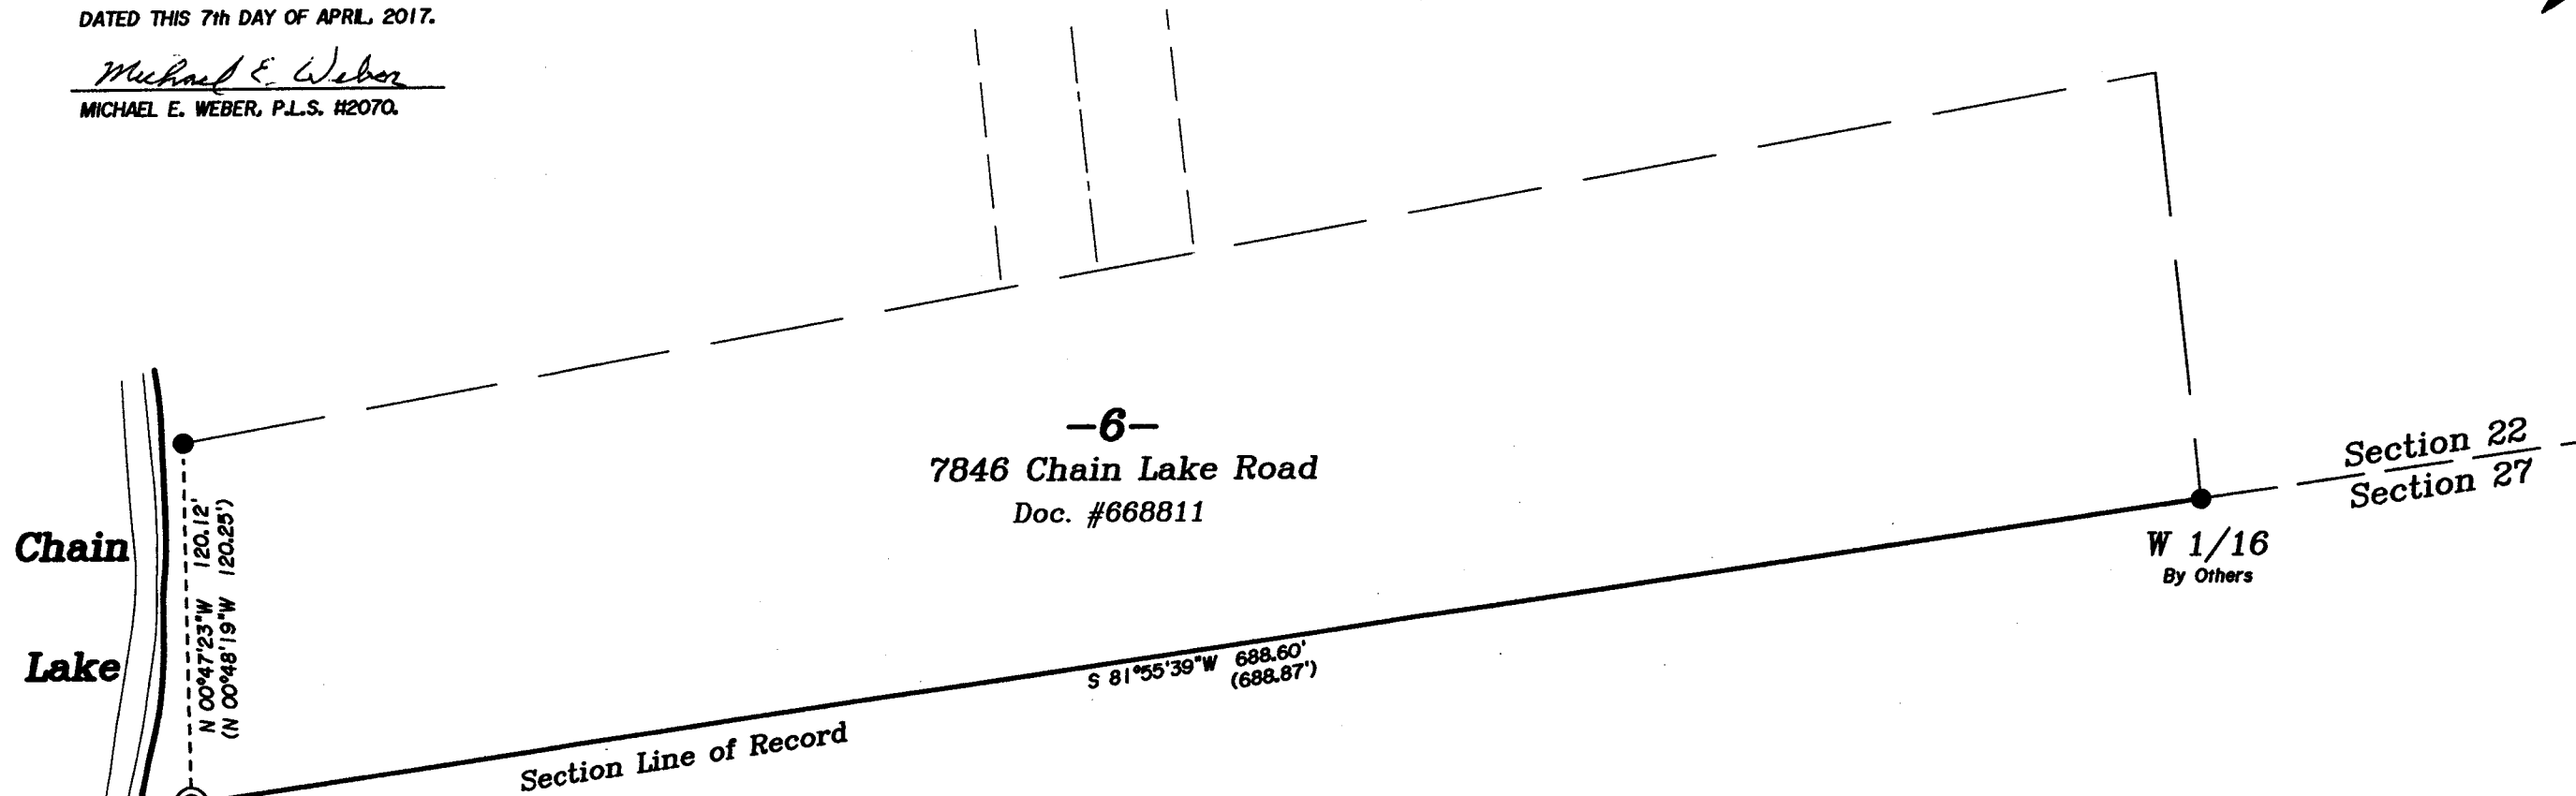 DATED THIS 7th DAY OF APRIL, 2017.
Michael E. Weber
MICHAEL E. WEBER, P.L.S. #2070.
-6-
7846 Chain Lake Road
Doc. #668811
Section 22
Section 27
W 1/16
By Others
Chain
Lake
N 00°47'23"W 120.12'
(N 00°48'19"W 120.25')
S 81°55'39"W 688.60'
(688.87')
Section Line of Record